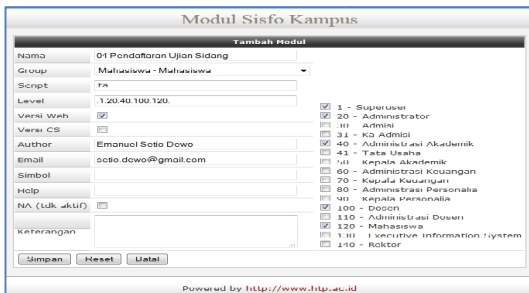 Modul Sisfo Kampus
Tambah Modul
Nama 04 Pendaftaran Ujian Sidang
Group Mahasiswa - Mahasiswa
Script ta
Level .1.20.40.100.120.
Versi Web
Versi CS
Author Emanuel Setio Dewo
Email setio.dewo@gmail.com
Simbol
Help
NA (tdk aktif)
Keterangan
1 - Superuser
20 - Administrator
30 - Admisi
31 - Ka Admisi
40 - Administrasi Akademik
41 - Tata Usaha
50 - Kepala Akademik
60 - Administrasi Keuangan
70 - Kepala Keuangan
80 - Administrasi Personalia
90 - Kepala Personalia
100 - Dosen
110 - Administrasi Dosen
120 - Mahasiswa
130 - Executive Information System
140 - Rektor
Simpan Reset Batal
Powered by http://www.htp.ac.id